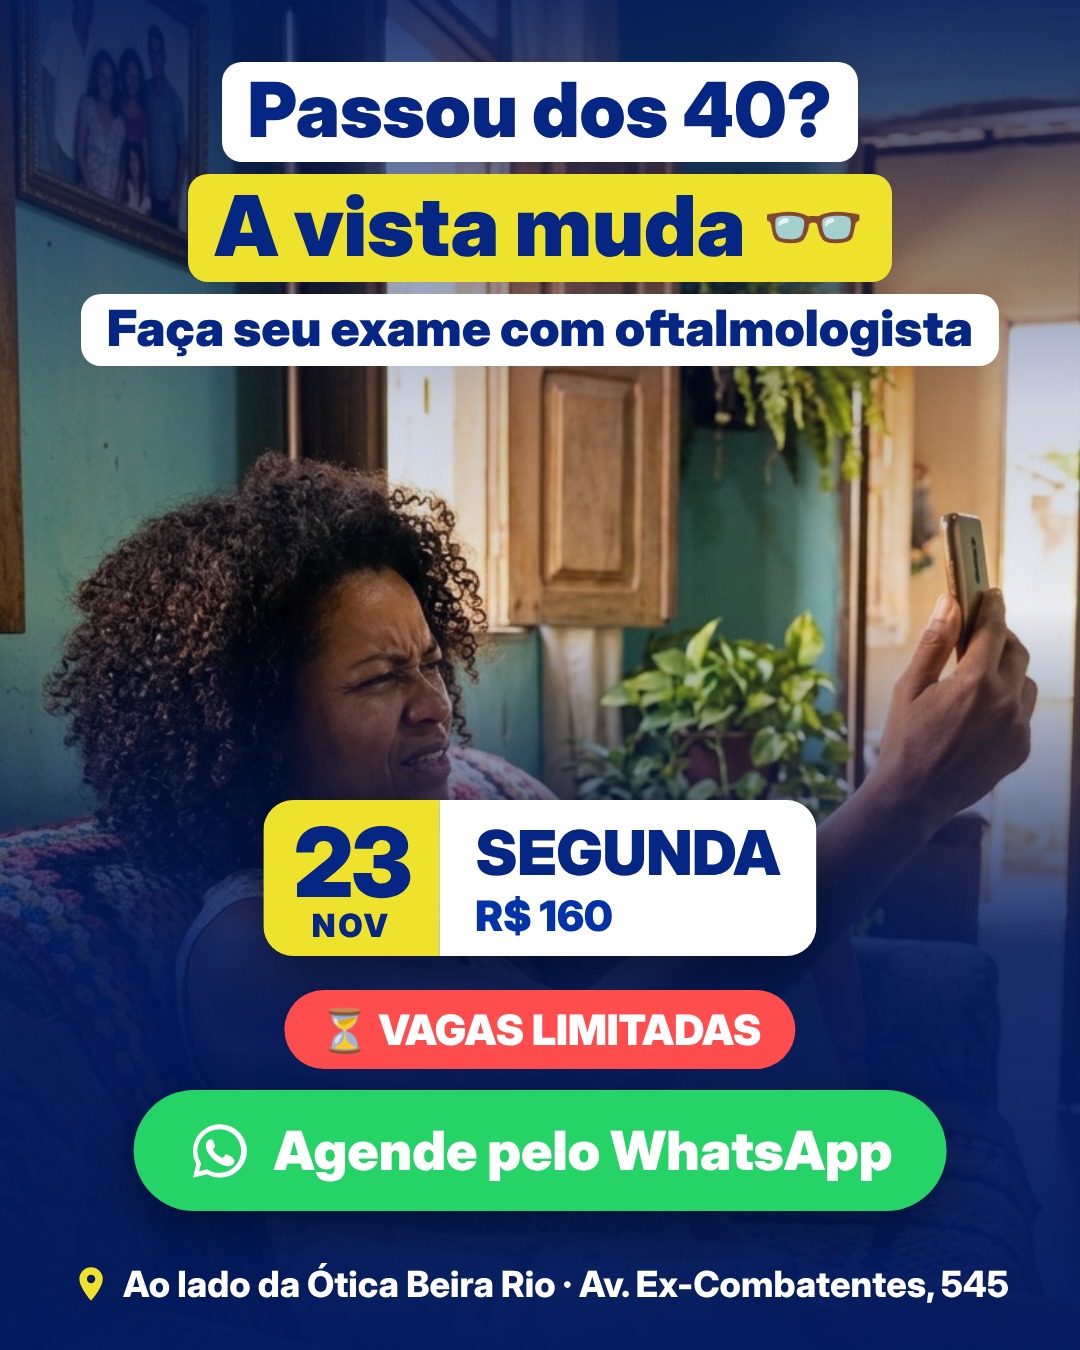 Passou dos 40?
A vista muda 👓
Faça seu exame com oftalmologista
23
NOV
SEGUNDA
R$ 160
⏳ VAGAS LIMITADAS
Agende pelo WhatsApp
Ao lado da Ótica Beira Rio · Av. Ex-Combatentes, 545